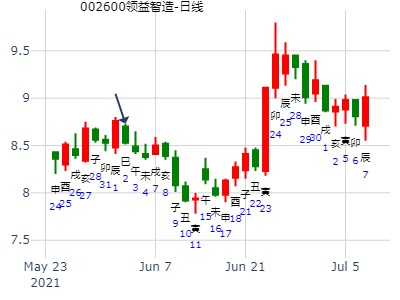 002600领益智造-日线
9.5
9
8.5
8
7.5
申 酉 戌 亥 子 卯 辰 巳 午 未 戌 亥 子 丑 寅 午 未 申 酉 子 丑 寅 卯 辰 未 申 酉 戌 亥 寅 卯 辰
24 25 26 27 28 31 1 2 3 4 7 8 9 10 11 15 16 17 18 21 22 23 24 25 28 29 30 1 2 5 6 7
May 23 Jun 7 Jun 21 Jul 5
2021